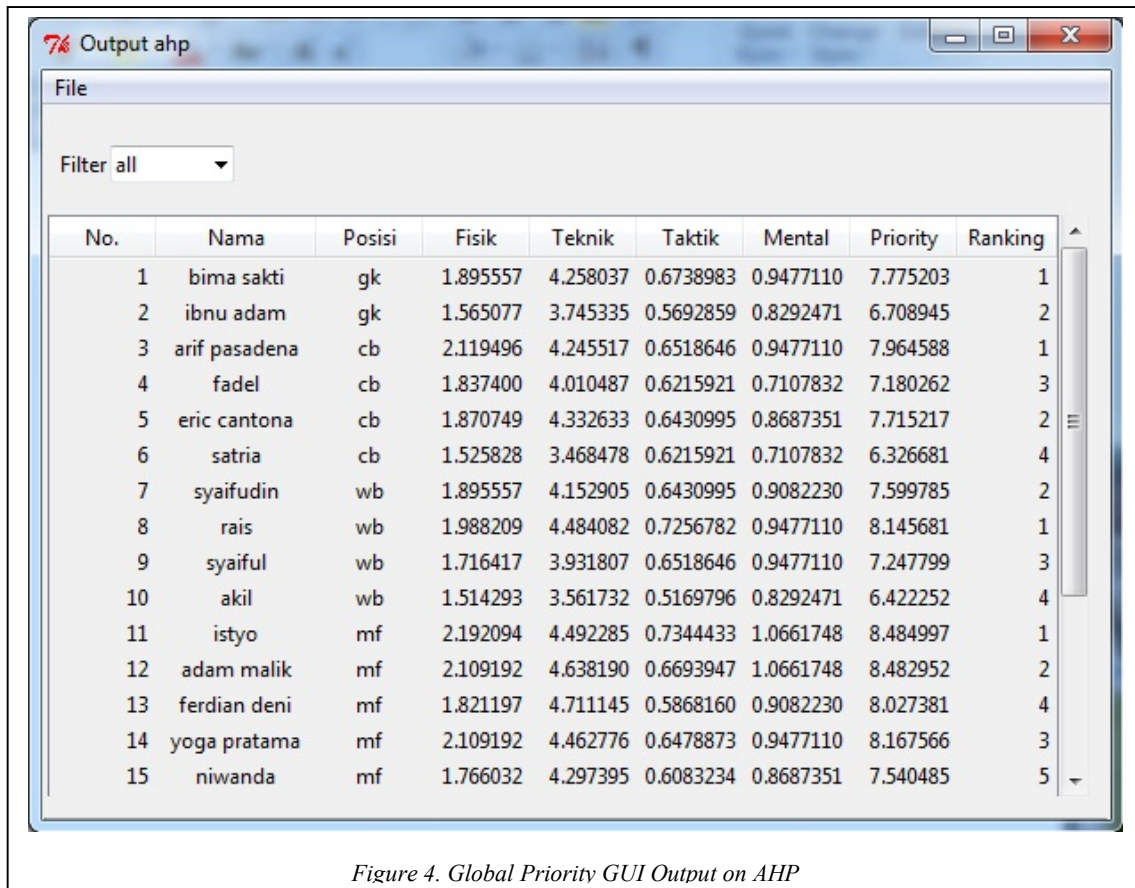 Output ahp
File
Filter all
No. Nama Posisi Fisik Teknik Taktik Mental Priority Ranking
1 bima sakti gk 1.895557 4.258037 0.6738983 0.9477110 7.775203 1
2 ibnu adam gk 1.565077 3.745335 0.5692859 0.8292471 6.708945 2
3 arif pasadena cb 2.119496 4.245517 0.6518646 0.9477110 7.964588 1
4 fadel cb 1.837400 4.010487 0.6215921 0.7107832 7.180262 3
5 eric cantona cb 1.870749 4.332633 0.6430995 0.8687351 7.715217 2
6 satria cb 1.525828 3.468478 0.6215921 0.7107832 6.326681 4
7 syaifudin wb 1.895557 4.152905 0.6430995 0.9082230 7.599785 2
8 rais wb 1.988209 4.484082 0.7256782 0.9477110 8.145681 1
9 syaiful wb 1.716417 3.931807 0.6518646 0.9477110 7.247799 3
10 akil wb 1.514293 3.561732 0.5169796 0.8292471 6.422252 4
11 istyo mf 2.192094 4.492285 0.7344433 1.0661748 8.484997 1
12 adam malik mf 2.109192 4.638190 0.6693947 1.0661748 8.482952 2
13 ferdian deni mf 1.821197 4.711145 0.5868160 0.9082230 8.027381 4
14 yoga pratama mf 2.109192 4.462776 0.6478873 0.9477110 8.167566 3
15 niwanda mf 1.766032 4.297395 0.6083234 0.8687351 7.540485 5
Figure 4. Global Priority GUI Output on AHP